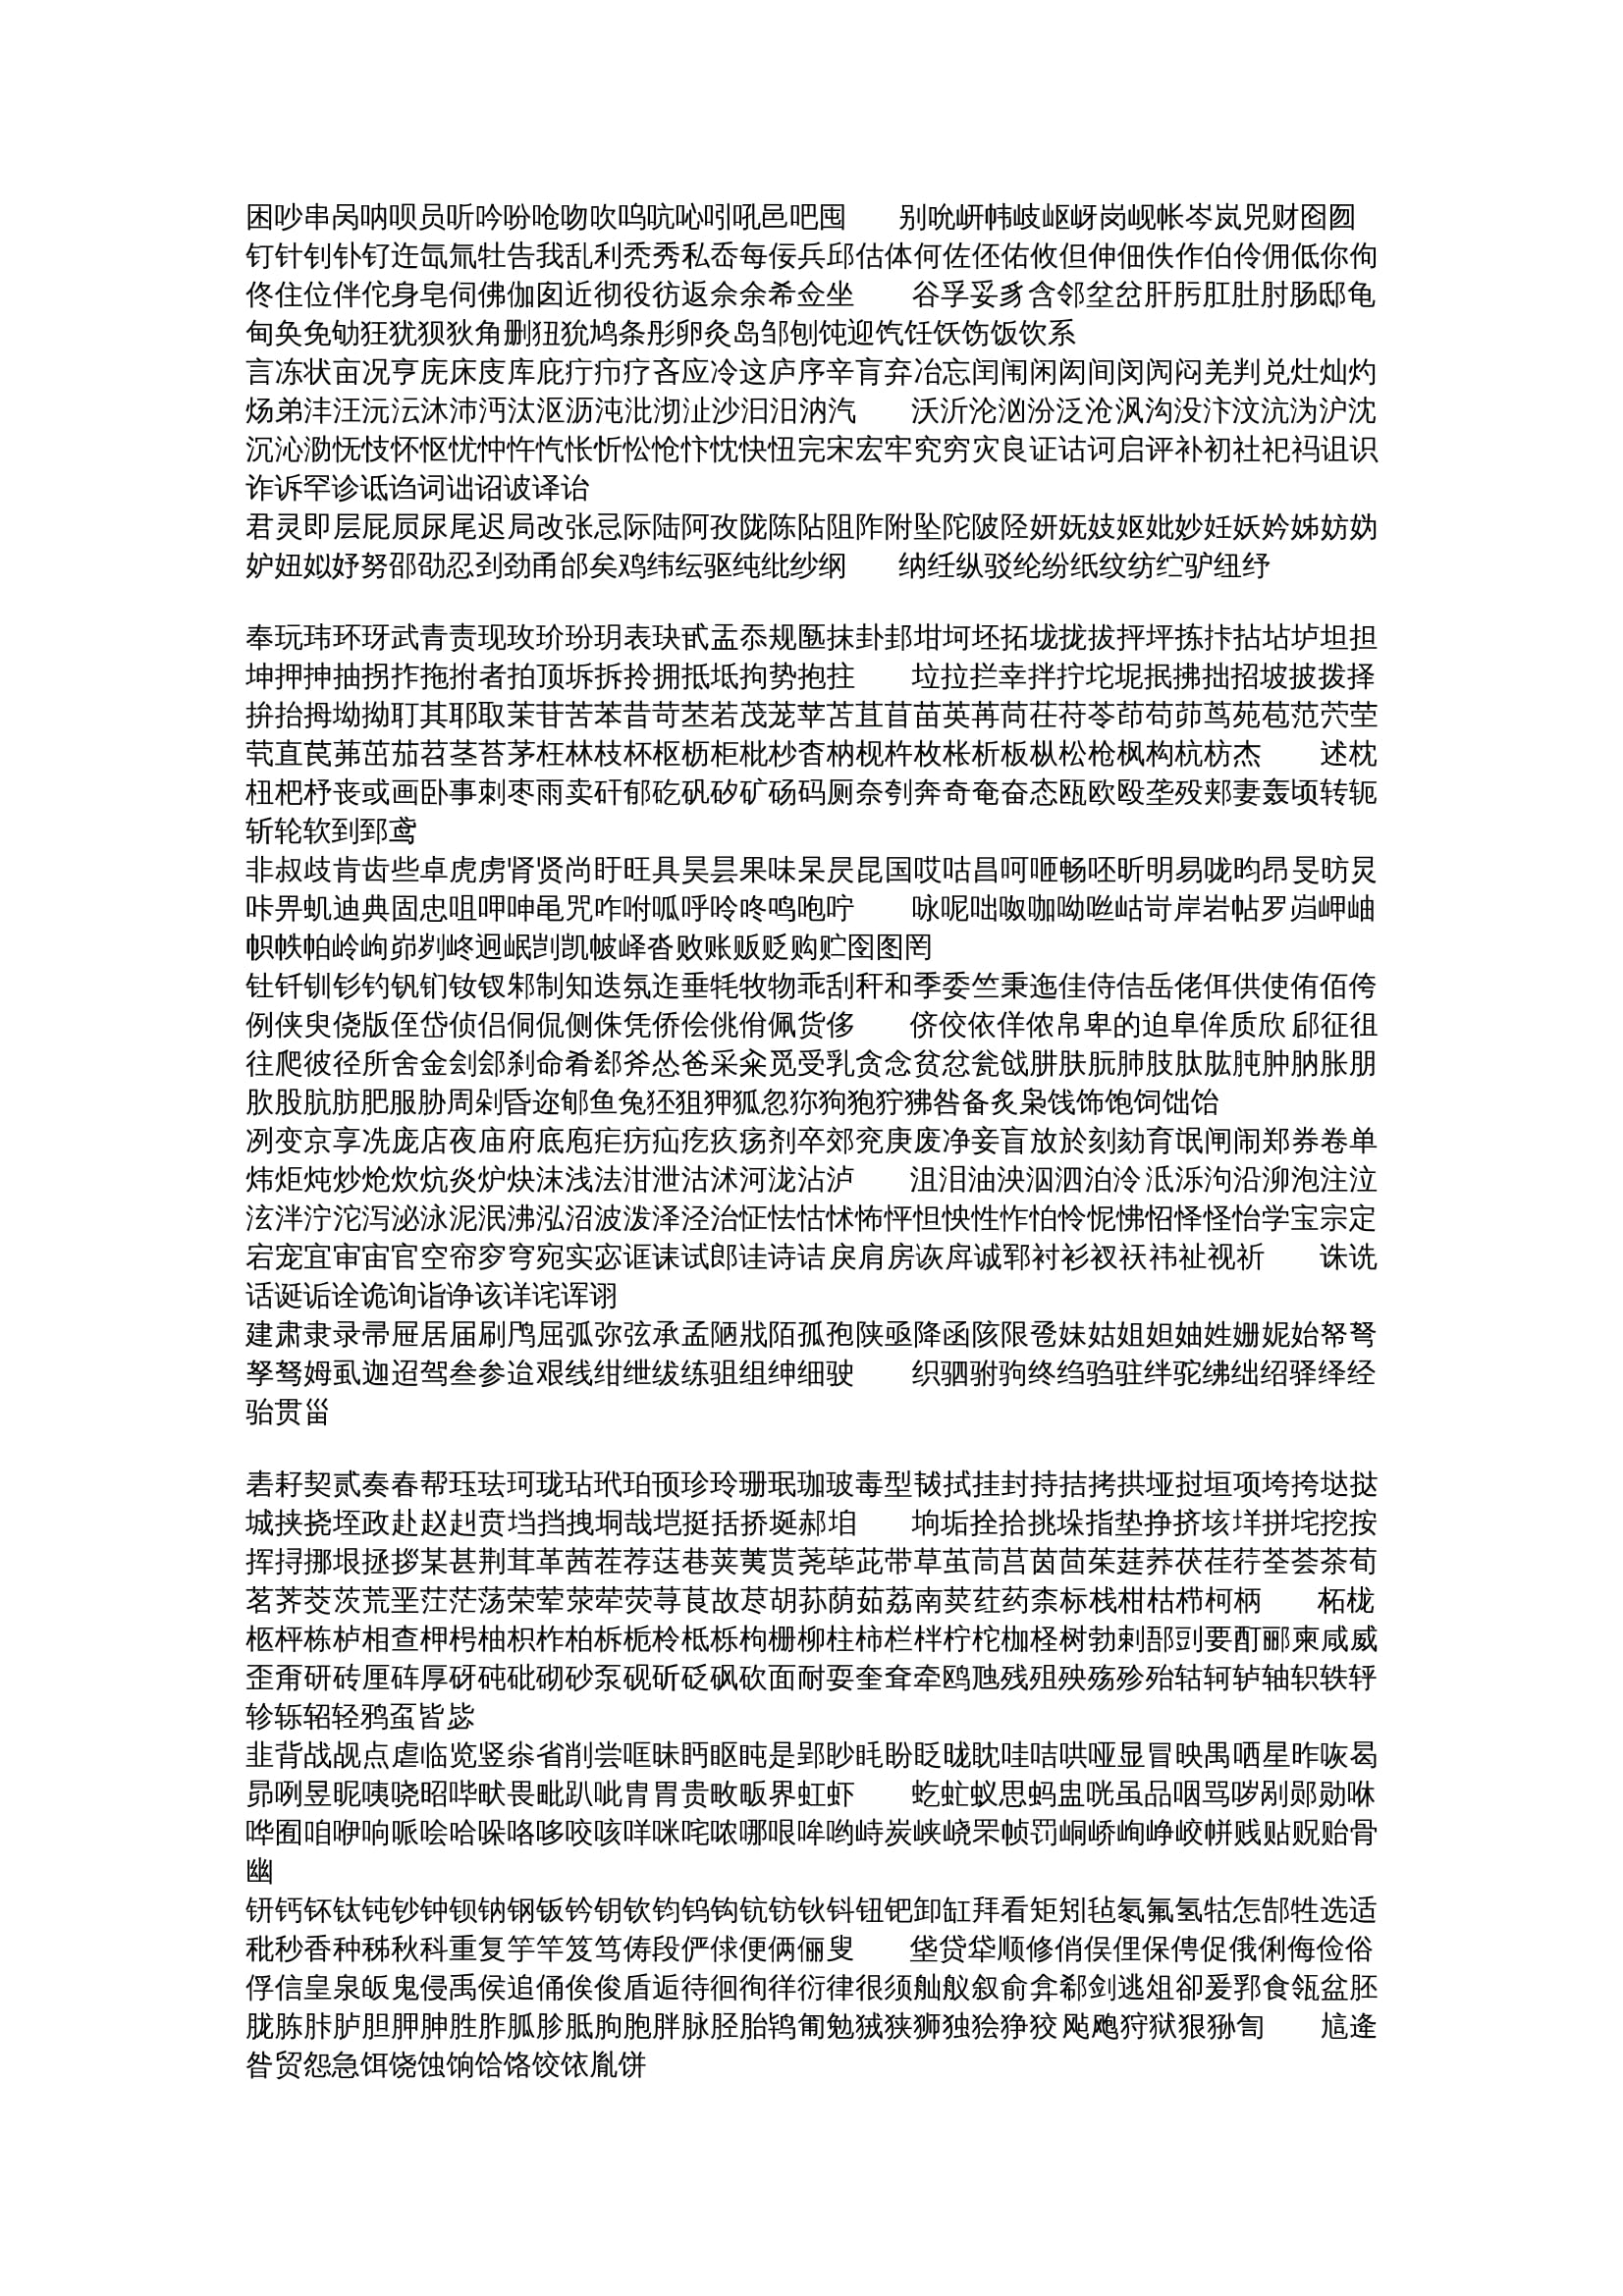 困吵串呙呐呗员听吟吩呛吻吹呜吭吣吲吼邑吧囤 别吮岍帏岐岖岈岗岘帐岑岚兕财囵囫
钉针钊钋钌迕氙氚牡告我乱利秃秀私岙每佞兵邱估体何佐伾佑攸但伸佃佚作伯伶佣低你佝
佟住位伴佗身皂伺佛伽囱近彻役彷返佘余希佥坐 谷孚妥豸含邻坌岔肝肟肛肚肘肠邸龟
甸奂免劬狂犹狈狄角删狃狁鸠条彤卵灸岛邹刨饨迎饩饪饫饬饭饮系
言冻状亩况亨庑床庋库庇疔疖疗吝应冷这庐序辛肓弃冶忘闰闱闲闳间闵闶闷羌判兑灶灿灼
炀弟沣汪沅沄沐沛沔汰沤沥沌沘沏沚沙汩汨汭汽 沃沂沦汹汾泛沧沨沟没汴汶沆沩沪沈
沉沁泐怃忮怀怄忧忡忤忾怅忻忪怆忭忱快忸完宋宏牢究穷灾良证诂诃启评补初社祀祃诅识
诈诉罕诊诋诌词诎诏诐译诒
君灵即层屁屃尿尾迟局改张忌际陆阿孜陇陈阽阻阼附坠陀陂陉妍妩妓妪妣妙妊妖妗姊妨妫
妒妞姒妤努邵劭忍刭劲甬邰矣鸡纬纭驱纯纰纱纲 纳纴纵驳纶纷纸纹纺纻驴纽纾

奉玩玮环玡武青责现玫玠玢玥表玦甙盂忝规匦抹卦邽坩坷坯拓垅拢拔抨坪拣拤拈坫垆坦担
坤押抻抽拐拃拖拊者拍顶坼拆拎拥抵坻拘势抱拄 垃拉拦幸拌拧坨坭抿拂拙招坡披拨择
拚抬拇坳拗耵其耶取茉苷苦苯昔苛苤若茂茏苹苫苴苜苗英苒苘茌苻苓茚苟茆茑苑苞范茓茔
茕直苠茀茁茄苕茎苔茅枉林枝杯枢枥柜枇杪杳枘枧杵枚枨析板枞松枪枫构杭枋杰 述枕
杻杷杼丧或画卧事刺枣雨卖矸郁矻矾矽矿砀码厕奈刳奔奇奄奋态瓯欧殴垄殁郏妻轰顷转轭
斩轮软到郅鸢
非叔歧肯齿些卓虎虏肾贤尚盱旺具昊昙果味杲昃昆国哎咕昌呵咂畅呸昕明易咙昀昂旻昉炅
咔畀虮迪典固忠咀呷呻黾咒咋咐呱呼呤咚鸣咆咛 咏呢咄呶咖呦咝岵岢岸岩帖罗岿岬岫
帜帙帕岭岣峁刿峂迥岷剀凯帔峄沓败账贩贬购贮囹图罔
钍钎钏钐钓钒钔钕钗邾制知迭氛迮垂牦牧物乖刮秆和季委竺秉迤佳侍佶岳佬佴供使侑佰侉
例侠臾侥版侄岱侦侣侗侃侧侏凭侨侩佻佾佩货侈 侪佼依佯侬帛卑的迫阜侔质欣郈征徂
往爬彼径所舍金刽郐刹命肴郄斧怂爸采籴觅受乳贪念贫忿瓮戗肼肤朊肺肢肽肱肫肿肭胀朋
肷股肮肪肥服胁周剁昏迩郇鱼兔狉狙狎狐忽狝狗狍狞狒咎备炙枭饯饰饱饲饳饴
冽变京享冼庞店夜庙府底庖疟疠疝疙疚疡剂卒郊兖庚废净妾盲放於刻劾育氓闸闹郑券卷单
炜炬炖炒炝炊炕炎炉炔沫浅法泔泄沽沭河泷沾泸 沮泪油泱泅泗泊泠泜泺泃沿泖泡注泣
泫泮泞沱泻泌泳泥泯沸泓沼波泼泽泾治怔怯怙怵怖怦怛怏性怍怕怜怩怫怊怿怪怡学宝宗定
宕宠宜审宙官空帘穸穹宛实宓诓诔试郎诖诗诘戾肩房诙戽诚郓衬衫衩祆祎祉视祈 诛诜
话诞诟诠诡询诣诤该详诧诨诩
建肃隶录帚屉居届刷鸤屈弧弥弦承孟陋戕陌孤孢陕亟降函陔限卺妹姑姐妲妯姓姗妮始帑弩
孥驽姆虱迦迢驾叁参迨艰线绀绁绂练驵组绅细驶 织驷驸驹终绉驺驻绊驼绋绌绍驿绎经
骀贯甾

砉耔契贰奏春帮珏珐珂珑玷玳珀顸珍玲珊珉珈玻毒型韨拭挂封持拮拷拱垭挝垣项垮挎垯挞
城挟挠垤政赴赵赳贲垱挡拽垌哉垲挺括挢埏郝垍 垧垢拴拾挑垛指垫挣挤垓垟拼垞挖按
挥挦挪垠拯拶某甚荆茸革茜茬荐荙巷荚荑贳荛荜茈带草茧茼莒茵茴茱莛荞茯荏荇荃荟茶荀
茗荠茭茨荒垩茳茫荡荣荤荥荦荧荨茛故荩胡荪荫茹荔南荬荭药柰标栈柑枯栉柯柄 柘栊
柩枰栋栌相查柙枵柚枳柞柏柝栀柃柢栎枸栅柳柱柿栏柈柠柁枷柽树勃剌郚剅要酊郦柬咸威
歪甭研砖厘砗厚砑砘砒砌砂泵砚斫砭砜砍面耐耍奎耷牵鸥虺残殂殃殇殄殆轱轲轳轴轵轶轷
轸轹轺轻鸦虿皆毖
韭背战觇点虐临览竖尜省削尝哐昧眄眍盹是郢眇眊盼眨昽眈哇咭哄哑显冒映禺哂星昨咴曷
昴咧昱昵咦哓昭哔畎畏毗趴呲胄胃贵畋畈界虹虾 虼虻蚁思蚂盅咣虽品咽骂哕剐郧勋咻
哗囿咱咿响哌哙哈哚咯哆咬咳咩咪咤哝哪哏哞哟峙炭峡峣罘帧罚峒峤峋峥峧帡贱贴贶贻骨
幽
钘钙钚钛钝钞钟钡钠钢钣钤钥钦钧钨钩钪钫钬钭钮钯卸缸拜看矩矧毡氡氟氢牯怎郜牲选适
秕秒香种秭秋科重复竽竿笈笃俦段俨俅便俩俪叟 垡贷牮顺修俏俣俚保俜促俄俐侮俭俗
俘信皇泉皈鬼侵禹侯追俑俟俊盾逅待徊徇徉衍律很须舢舣叙俞弇郗剑逃俎卻爰郛食瓴盆胚
胧胨胩胪胆胛胂胜胙胍胗胝朐胞胖脉胫胎鸨匍勉狨狭狮独狯狰狡飐飑狩狱狠狲訇 訄逄
昝贸怨急饵饶蚀饷饸饹饺饻胤饼